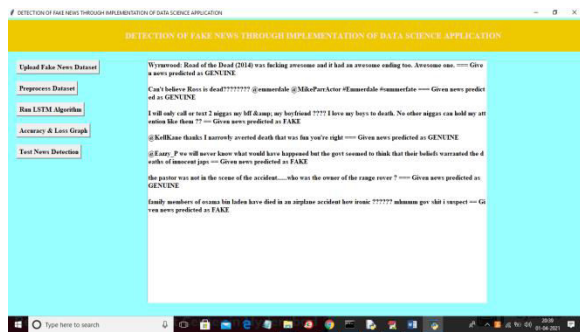 DETECTION OF FAKE NEWS THROUGH IMPLEMENTATION OF DATA SCIENCE APPLICATION
DETECTION OF FAKE NEWS THROUGH IMPLEMENTATION OF DATA SCIENCE APPLICATION
Upload Fake News Dataset
Preprocess Dataset
Run LSTM Algorithm
Accuracy & Loss Graph
Test News Detection
Wyrmwood: Road of the Dead (2014) was fucking awesome and it had an awesome ending too. Awesome one. === Give
n news predicted as GENUINE
Can't believe Ross is dead???????? @emmerdale @MikeParrActor #Emmerdale #summerfate === Given news predict
ed as GENUINE
I will only call or text 2 niggas my bff &amp; my boyfriend ???? I love my boys to death. No other niggas can hold my att
ention like them ?? == Given news predicted as FAKE
@KellKane thanks I narrowly averted death that was fun you're right === Given news predicted as GENUINE
@Eazzy_P we will never know what would have happened but the govt seemed to think that their beliefs warranted the d
eaths of innocent japs == Given news predicted as FAKE
the pastor was not in the scene of the accident......who was the owner of the range rover ? === Given news predicted as
GENUINE
family members of osama bin laden have died in an airplane accident how ironic ?????? mhmmm gov shit i suspect == Gi
ven news predicted as FAKE
Type here to search
20:39
01-04-2021